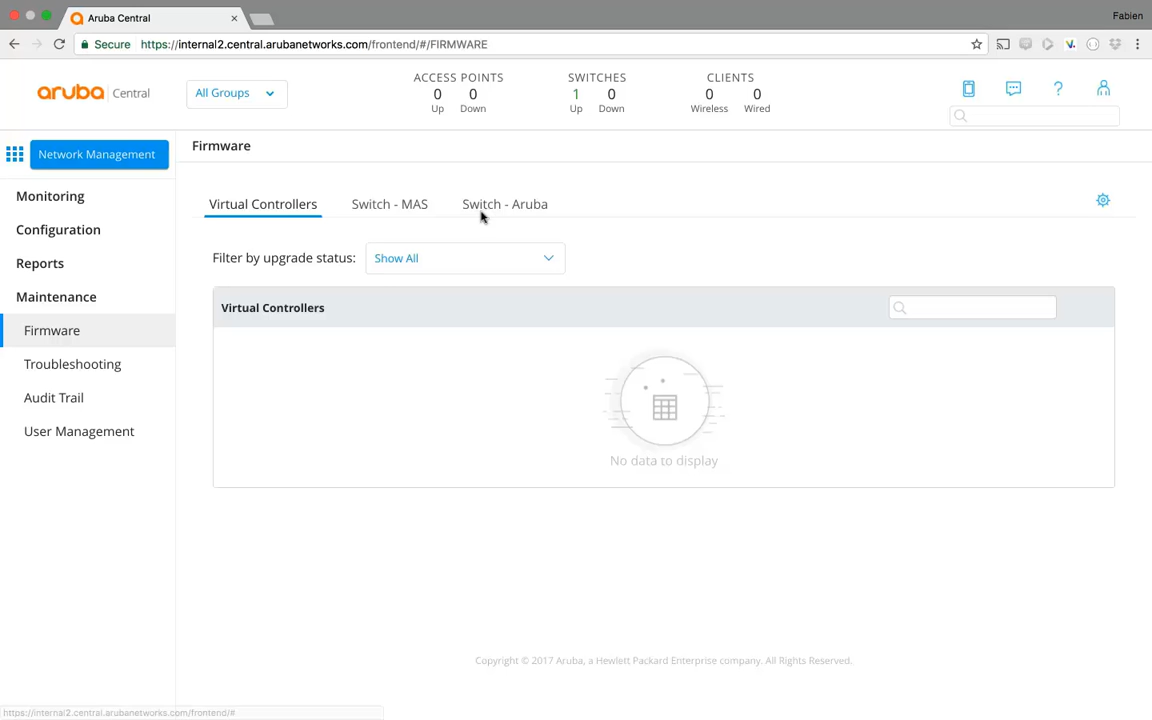 Aruba Central
Fabien
Secure https://internal2.central.arubanetworks.com/frontend/#/FIRMWARE
aruba Central
All Groups
ACCESS POINTS
0 0
Up Down
SWITCHES
1 0
Up Down
CLIENTS
0 0
Wireless Wired
Network Management
Firmware
Monitoring
Configuration
Reports
Maintenance
Firmware
Troubleshooting
Audit Trail
User Management
Virtual Controllers Switch - MAS Switch - Aruba
Filter by upgrade status: Show All
Virtual Controllers
No data to display
Copyright © 2017 Aruba, a Hewlett Packard Enterprise company. All Rights Reserved.
https://internal2.central.arubanetworks.com/frontend/#